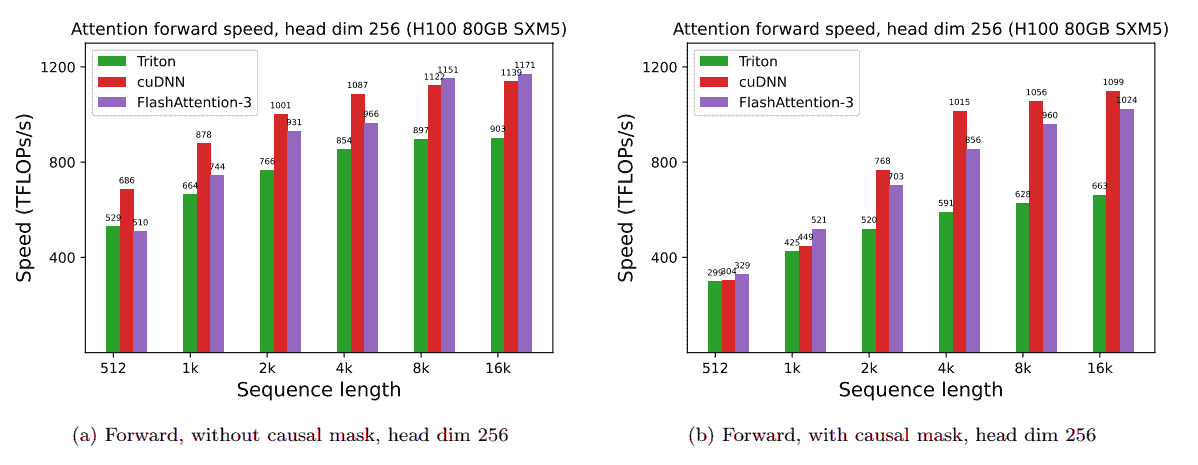 Attention forward speed, head dim 256 (H100 80GB SXM5)
Speed (TFLOPs/s)
1200
800
400
Triton
cuDNN
FlashAttention-3
529
686
510
664
878
744
766
1001
931
854
1087
966
897
1122
1151
903
1139
1171
512
1k
2k
4k
8k
16k
Sequence length
(a) Forward, without causal mask, head dim 256
Attention forward speed, head dim 256 (H100 80GB SXM5)
Speed (TFLOPs/s)
1200
800
400
Triton
cuDNN
FlashAttention-3
299
304
329
425
449
521
520
768
703
591
1015
856
628
1056
960
663
1099
1024
512
1k
2k
4k
8k
16k
Sequence length
(b) Forward, with causal mask, head dim 256